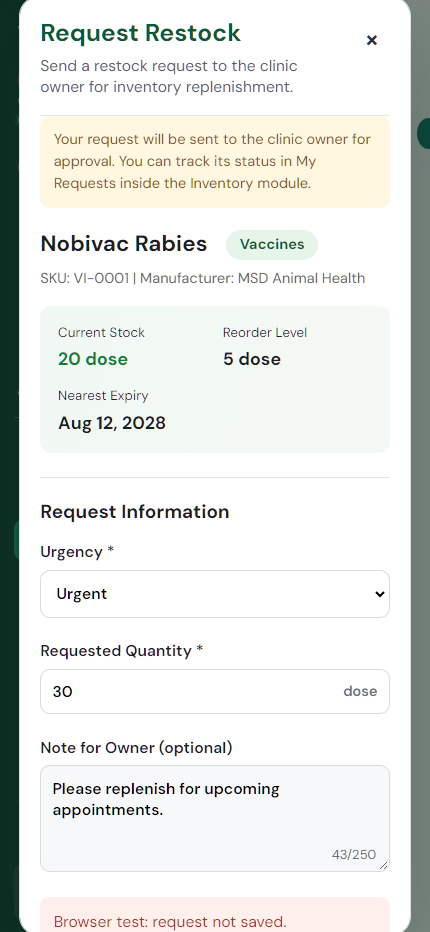 Request Restock
×
Send a restock request to the clinic
owner for inventory replenishment.
Your request will be sent to the clinic owner for
approval. You can track its status in My
Requests inside the Inventory module.
Nobivac Rabies
Vaccines
SKU: VI-0001 | Manufacturer: MSD Animal Health
Current Stock
Reorder Level
20 dose
5 dose
Nearest Expiry
Aug 12, 2028
Request Information
Urgency *
Urgent
Requested Quantity *
30
dose
Note for Owner (optional)
Please replenish for upcoming
appointments.
43/250
Browser test: request not saved.